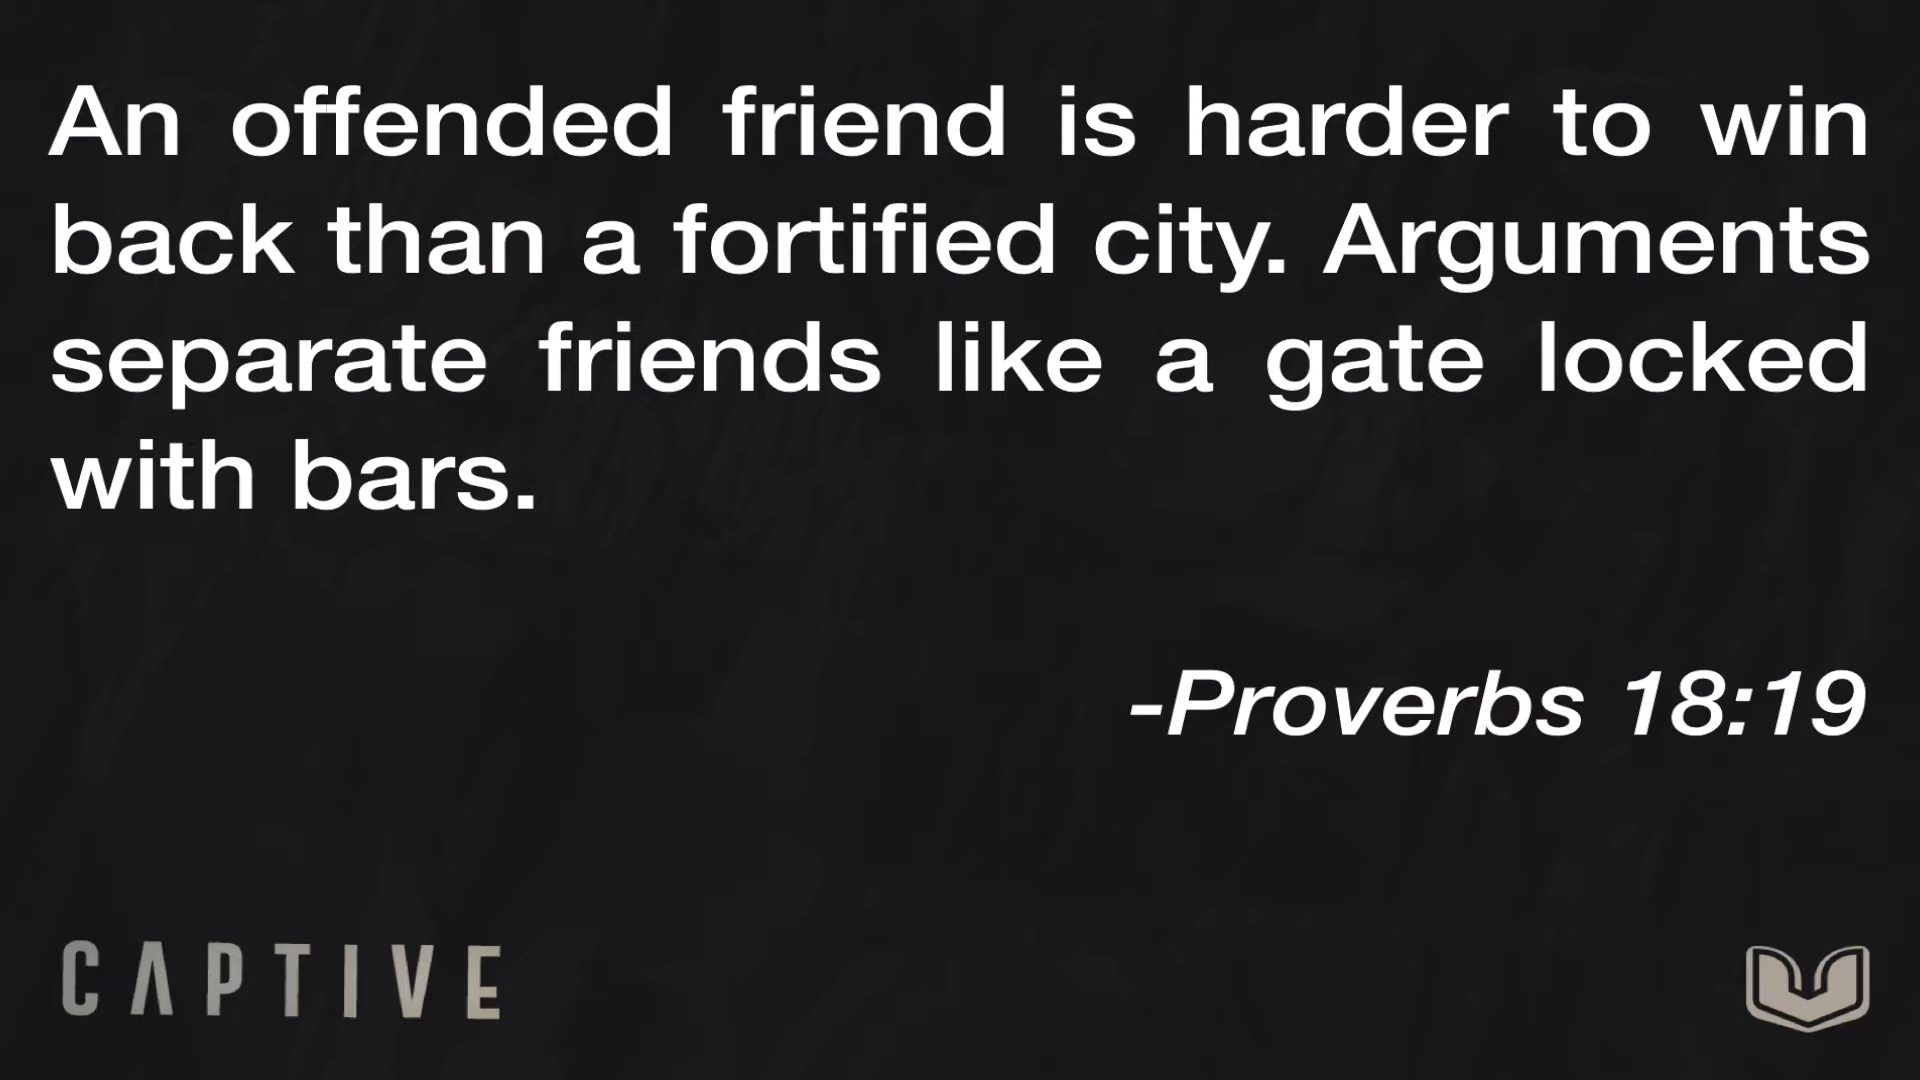 An offended friend is harder to win
back than a fortified city. Arguments
separate friends like a gate locked
with bars.
-Proverbs 18:19
CAPTIVE